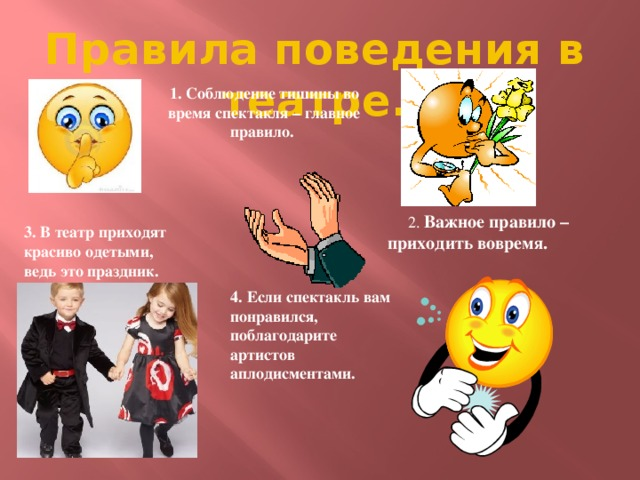 Правила поведения в
театре.
1. Соблюдение тишины во
время спектакля – главное
правило.
2. Важное правило –
приходить вовремя.
3. В театр приходят
красиво одетыми,
ведь это праздник.
4. Если спектакль вам
понравился,
поблагодарите
артистов
аплодисментами.